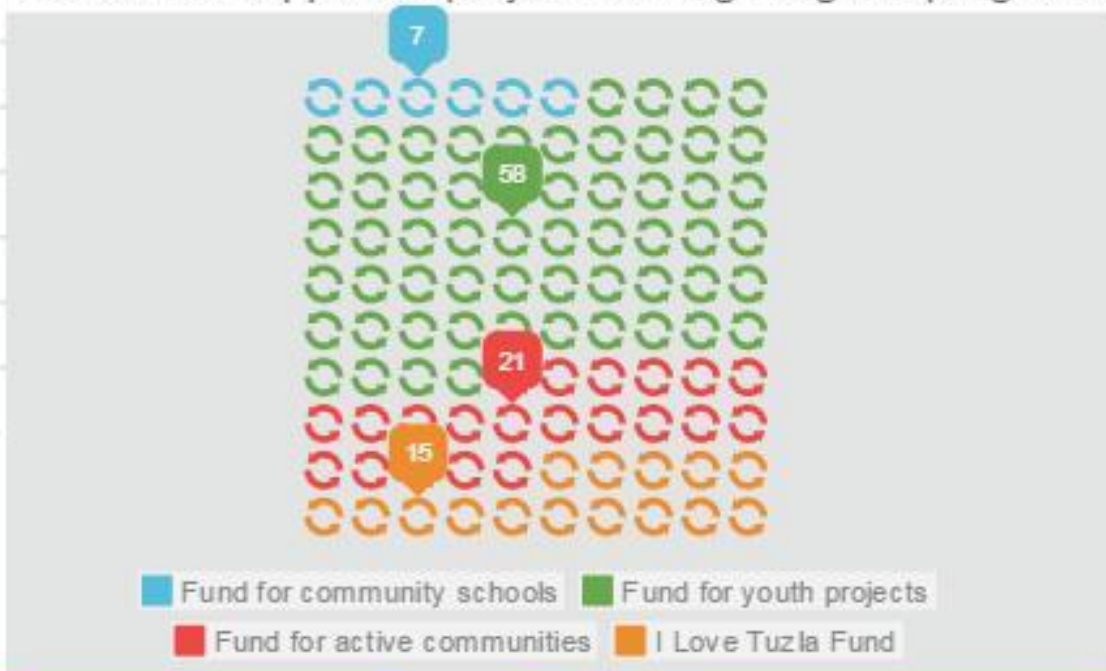 7
58
21
15
Fund for community schools
Fund for youth projects
Fund for active communities
I Love Tuzla Fund